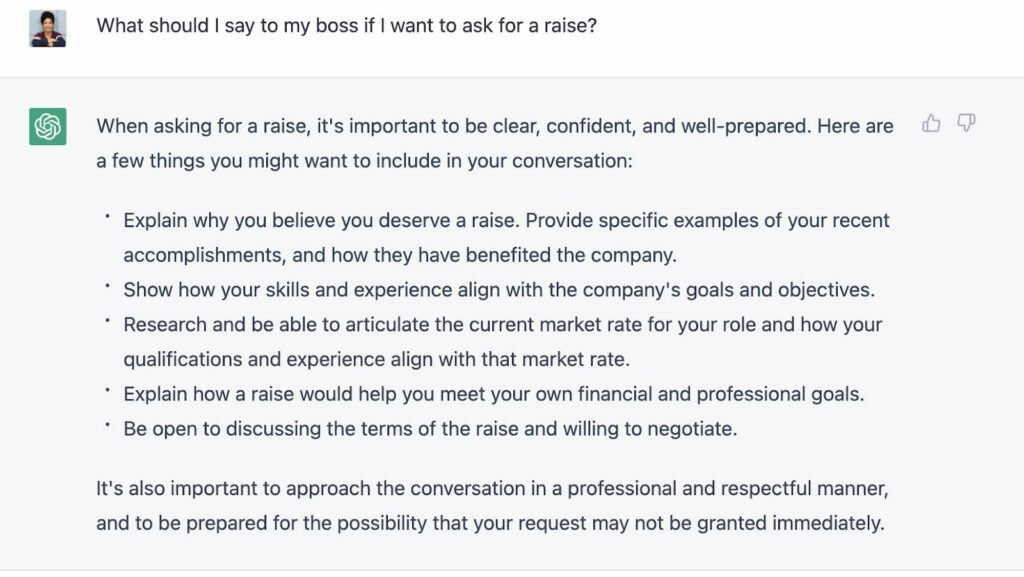 What should I say to my boss if I want to ask for a raise?
When asking for a raise, it's important to be clear, confident, and well-prepared. Here are
a few things you might want to include in your conversation:
• Explain why you believe you deserve a raise. Provide specific examples of your recent
accomplishments, and how they have benefited the company.
• Show how your skills and experience align with the company's goals and objectives.
• Research and be able to articulate the current market rate for your role and how your
qualifications and experience align with that market rate.
• Explain how a raise would help you meet your own financial and professional goals.
• Be open to discussing the terms of the raise and willing to negotiate.
It's also important to approach the conversation in a professional and respectful manner,
and to be prepared for the possibility that your request may not be granted immediately.